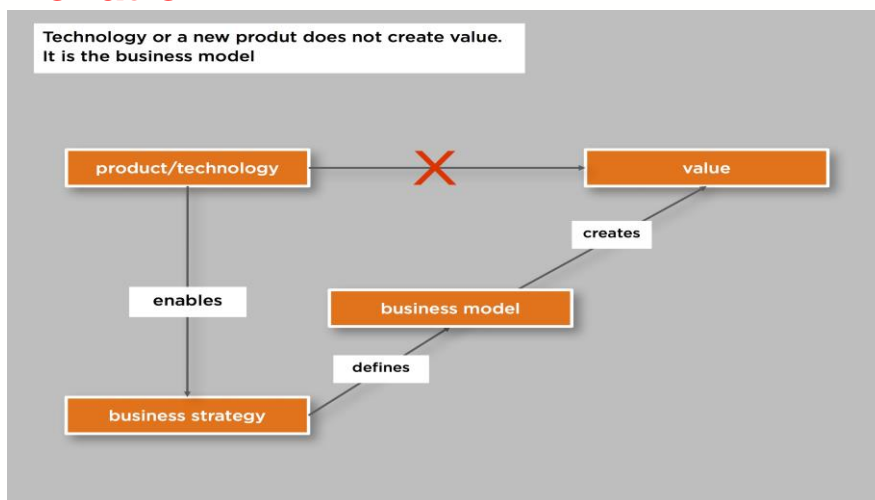 Technology or a new produt does not create value.
It is the business model
product/technology
value
creates
enables
business model
defines
business strategy